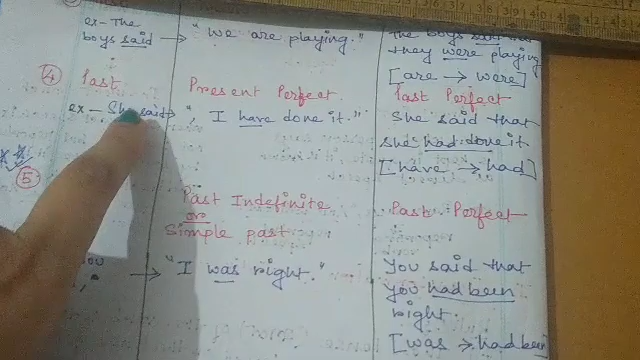 ex- The
boys said → "We are playing."
The boys said that
they were playing
[are → were]
④ Past
Present Perfect
Past Perfect
ex- She said → "I have done it."
She said that
she had done it
[have → had]
⑤
Past Indefinite
or
Simple past
Past Perfect
→ "I was right."
You said that
you had been
right.
[was → had been